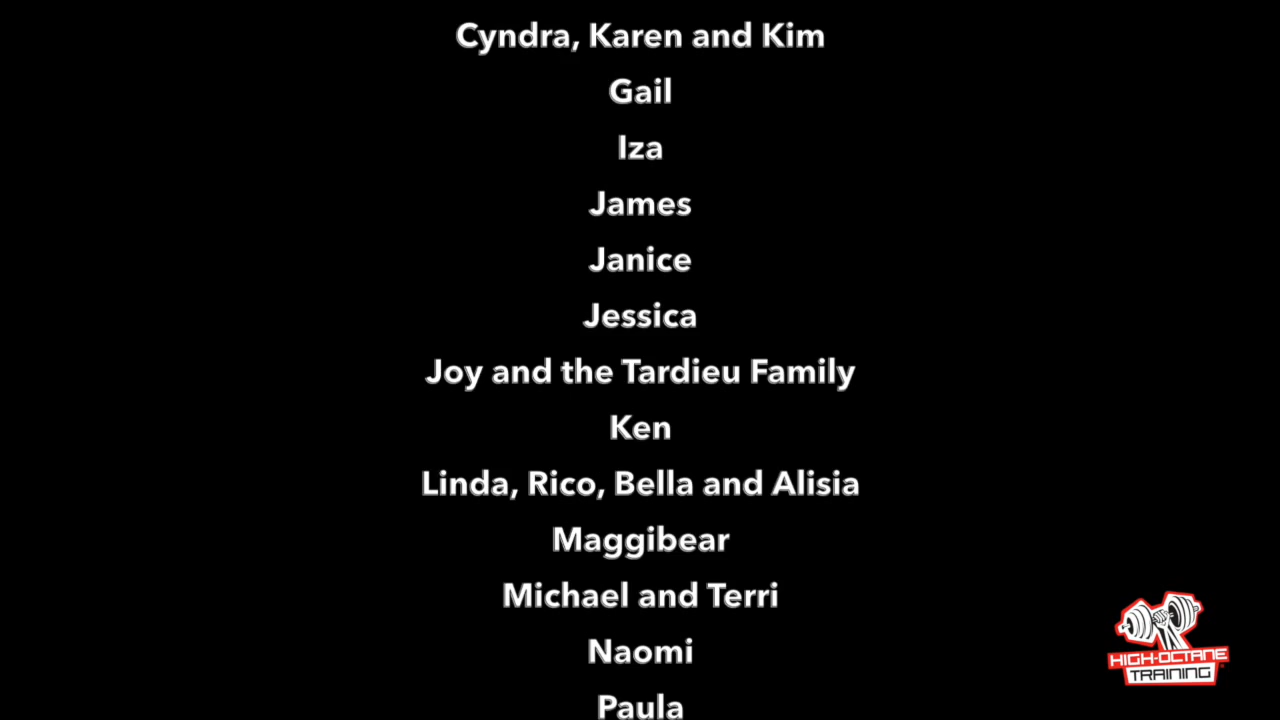 Cyndra, Karen and Kim
Gail
Iza
James
Janice
Jessica
Joy and the Tardieu Family
Ken
Linda, Rico, Bella and Alisia
Maggibear
Michael and Terri
Naomi
Paula
HIGH-OCTANE
TRAINING